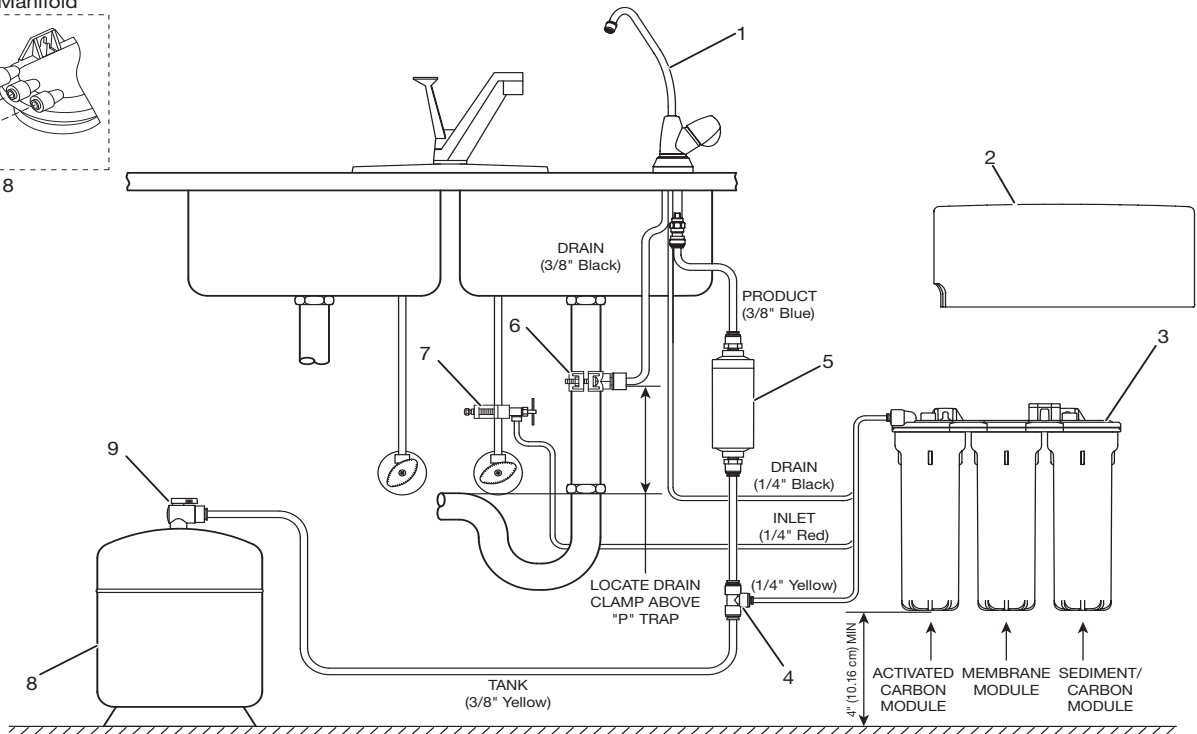 Manifold
8
1
2
DRAIN
(3/8" Black)
PRODUCT
(3/8" Blue)
6
7
5
3
9
DRAIN
(1/4" Black)
INLET
(1/4" Red)
LOCATE DRAIN
CLAMP ABOVE
"P" TRAP
(1/4" Yellow)
4
8
TANK
(3/8" Yellow)
4" (10.16 cm) MIN
ACTIVATED
CARBON
MODULE
MEMBRANE
MODULE
SEDIMENT/
CARBON
MODULE